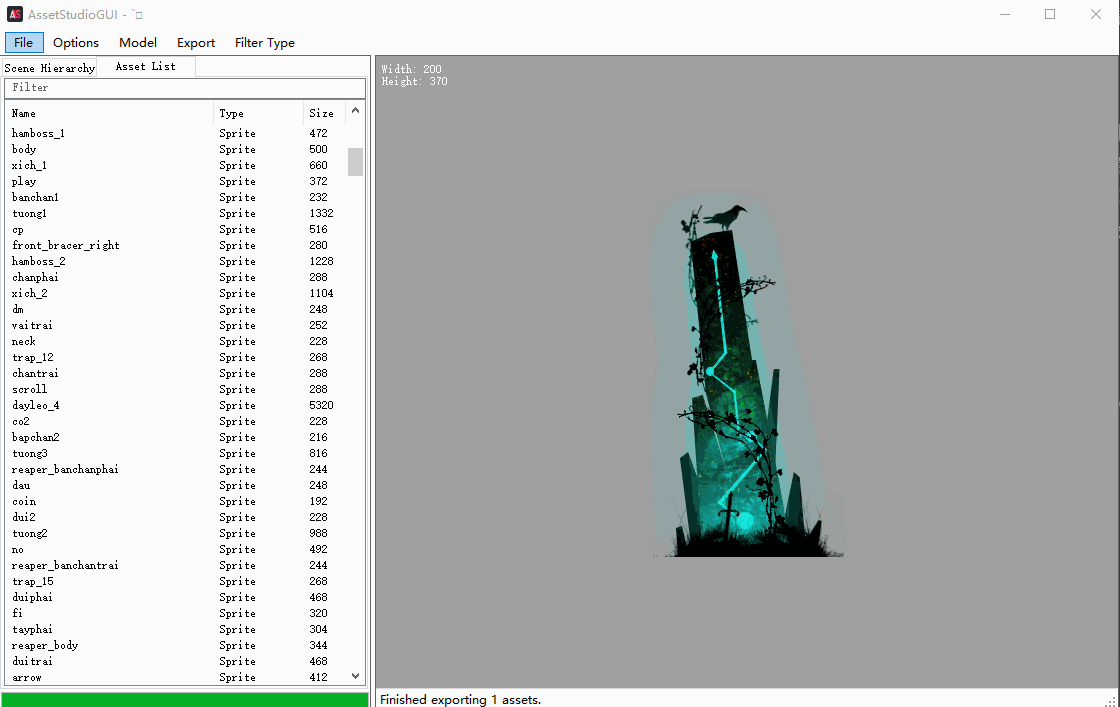 AS AssetStudioGUI - `□
File Options Model Export Filter Type
Scene Hierarchy Asset List
Filter
Name Type Size
hamboss_1 Sprite 472
body Sprite 500
xich_1 Sprite 660
play Sprite 372
banchan1 Sprite 232
tuong1 Sprite 1332
cp Sprite 516
front_bracer_right Sprite 280
hamboss_2 Sprite 1228
chanphai Sprite 288
xich_2 Sprite 1104
dm Sprite 248
vaitrai Sprite 252
neck Sprite 228
trap_12 Sprite 268
chantrai Sprite 288
scroll Sprite 288
dayleo_4 Sprite 5320
co2 Sprite 228
bapchan2 Sprite 216
tuong3 Sprite 816
reaper_banchanphai Sprite 244
dau Sprite 248
coin Sprite 192
dui2 Sprite 228
tuong2 Sprite 988
no Sprite 492
reaper_banchantrai Sprite 244
trap_15 Sprite 268
duiphai Sprite 468
fi Sprite 320
tayphai Sprite 304
reaper_body Sprite 344
duitrai Sprite 468
arrow Sprite 412
Width: 200
Height: 370
Finished exporting 1 assets.